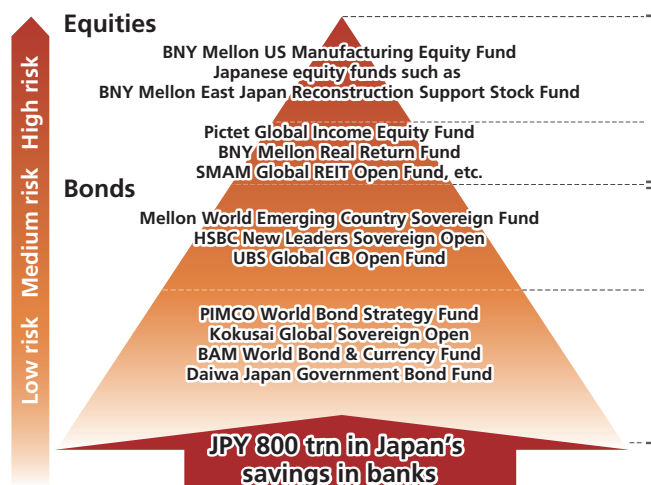 Equities
BNY Mellon US Manufacturing Equity Fund
Japanese equity funds such as
BNY Mellon East Japan Reconstruction Support Stock Fund
High risk
Pictet Global Income Equity Fund
BNY Mellon Real Return Fund
SMAM Global REIT Open Fund, etc.
Bonds
Medium risk
Mellon World Emerging Country Sovereign Fund
HSBC New Leaders Sovereign Open
UBS Global CB Open Fund
Low risk
PIMCO World Bond Strategy Fund
Kokusai Global Sovereign Open
BAM World Bond & Currency Fund
Daiwa Japan Government Bond Fund
JPY 800 trn in Japan's
savings in banks